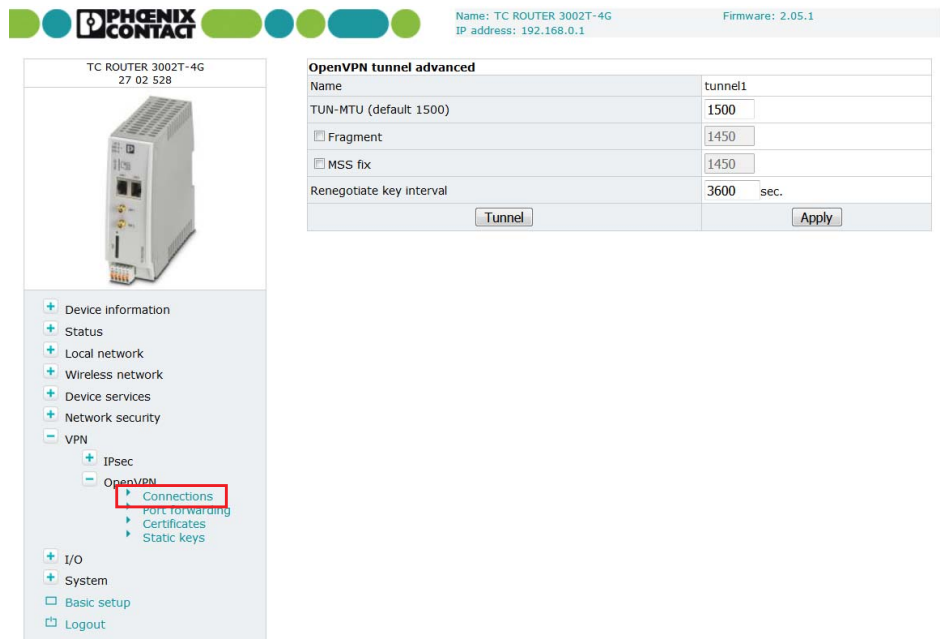 PHŒNIX
CONTACT
Name: TC ROUTER 3002T-4G
Firmware: 2.05.1
IP address: 192.168.0.1
TC ROUTER 3002T-4G
27 02 528
OpenVPN tunnel advanced
Name tunnel1
TUN-MTU (default 1500) 1500
Fragment 1450
MSS fix 1450
Renegotiate key interval 3600 sec.
Tunnel Apply
Device information
Status
Local network
Wireless network
Device services
Network security
VPN
IPsec
OpenVPN
Connections
Port forwarding
Certificates
Static keys
I/O
System
Basic setup
Logout